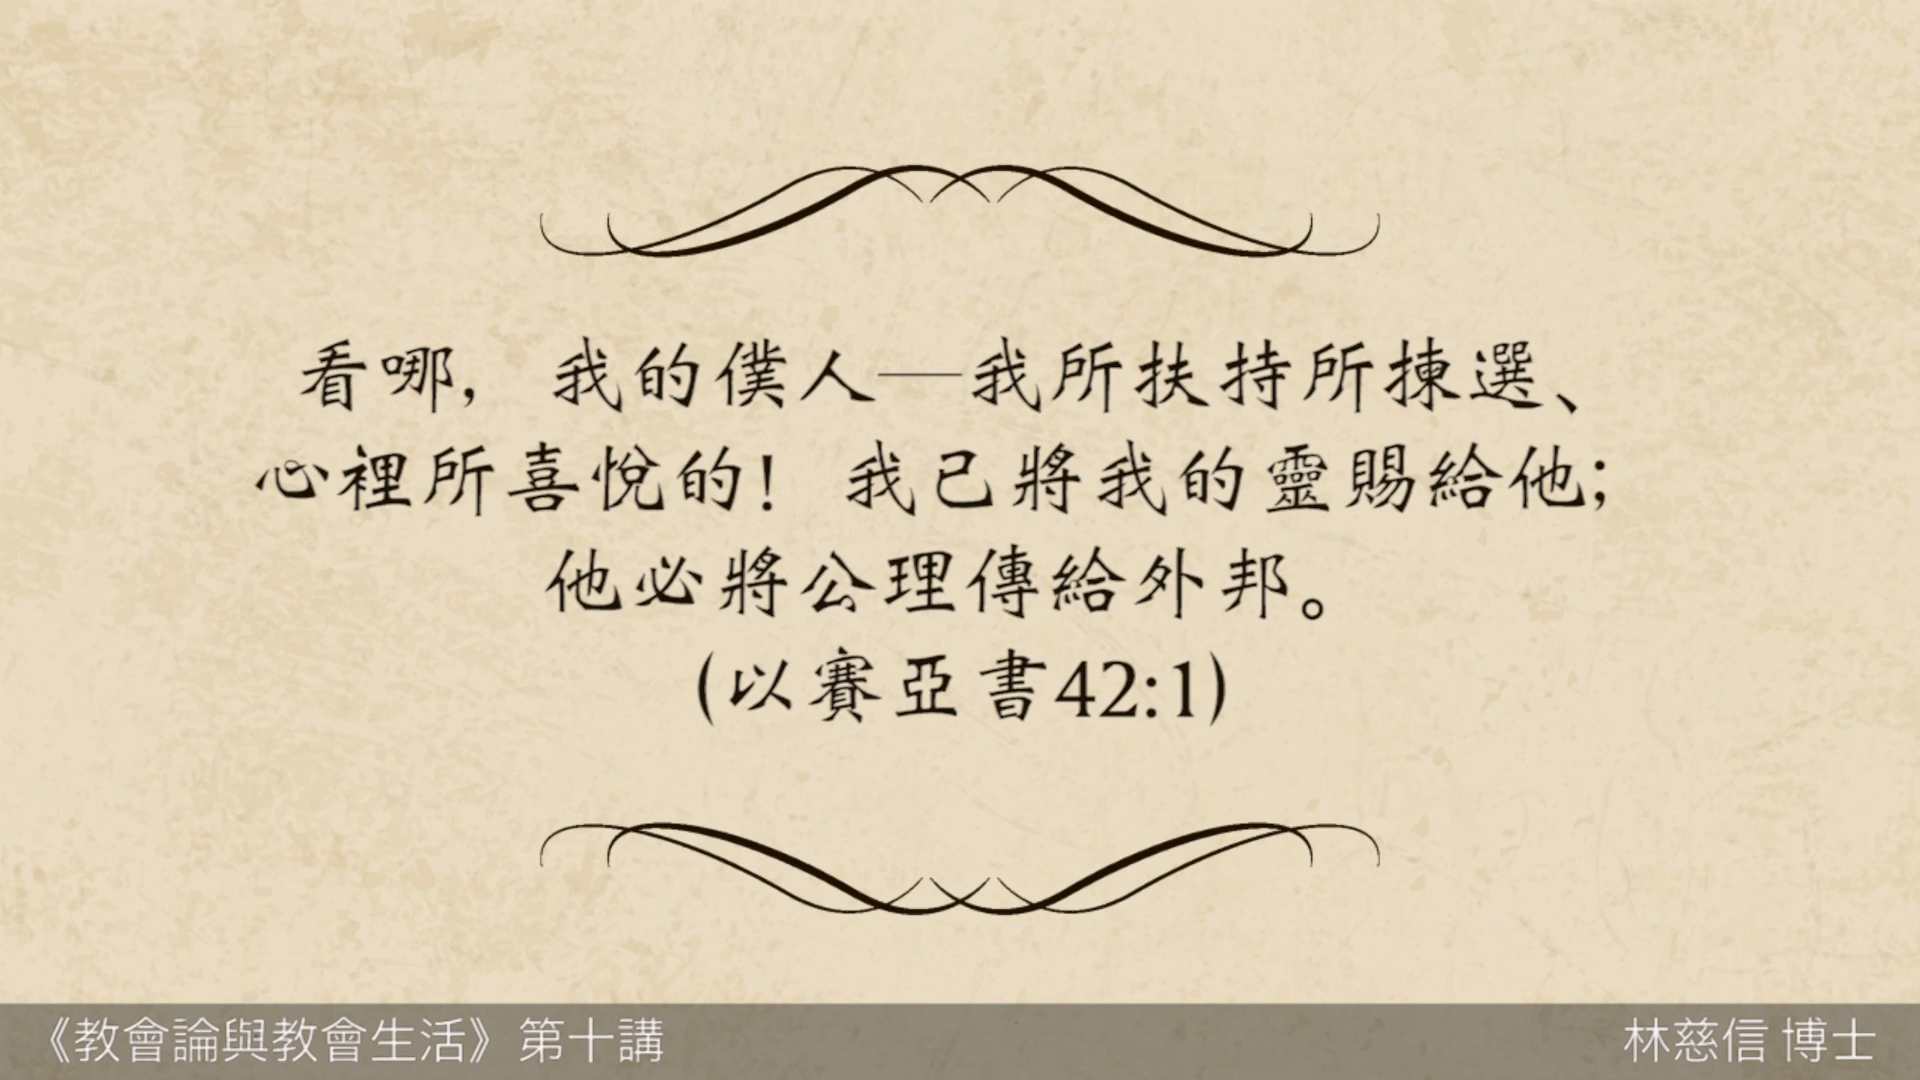 看哪， 我的僕人─我所扶持所揀選、
心裡所喜悅的！ 我已將我的靈賜給他；
他必將公理傳給外邦。
(以賽亞書42:1)
《教會論與教會生活》第十講
林慈信 博士